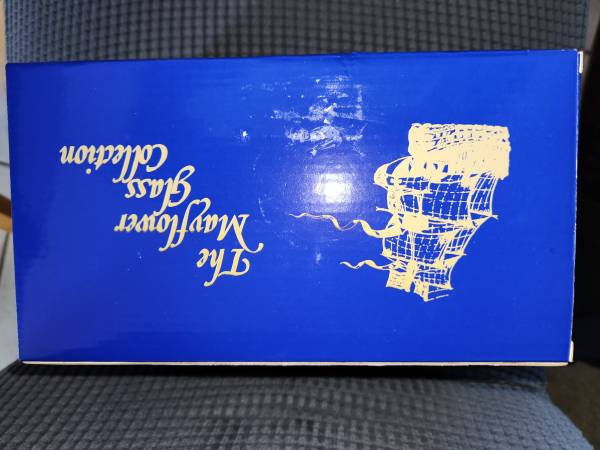 The
Mayflower
Glass
Collection